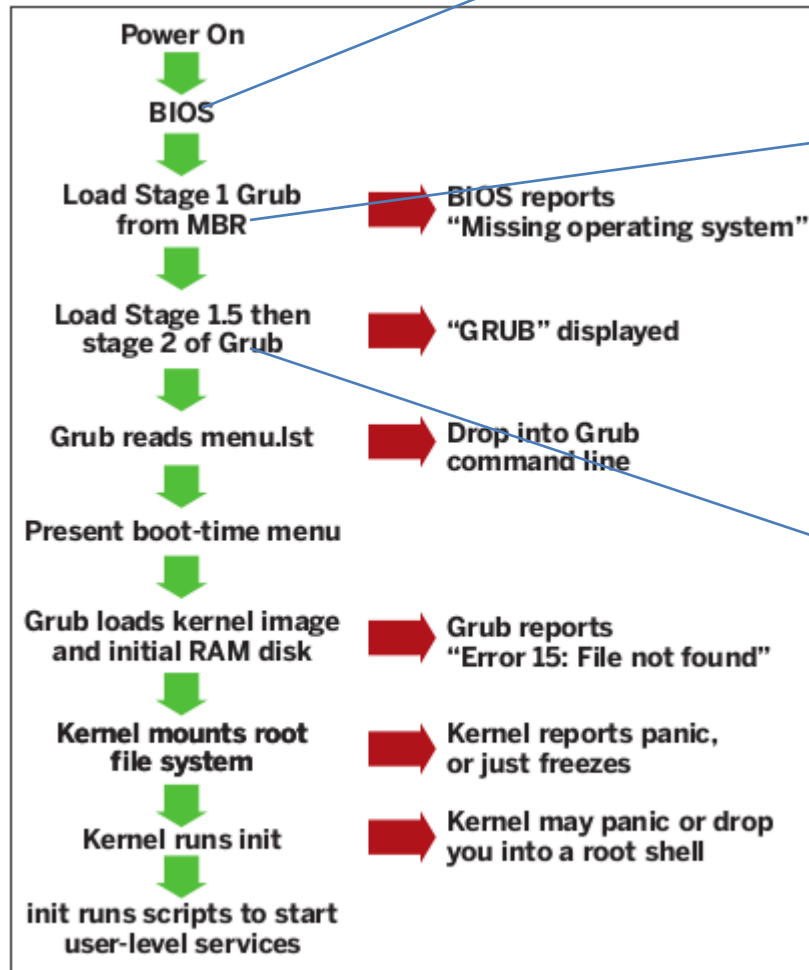 Power On
BIOS
Load Stage 1 Grub
from MBR
BIOS reports
“Missing operating system”
Load Stage 1.5 then
stage 2 of Grub
“GRUB” displayed
Grub reads menu.lst
Drop into Grub
command line
Present boot-time menu
Grub loads kernel image
and initial RAM disk
Grub reports
“Error 15: File not found”
Kernel mounts root
file system
Kernel reports panic,
or just freezes
Kernel runs init
Kernel may panic or drop
you into a root shell
init runs scripts to start
user-level services